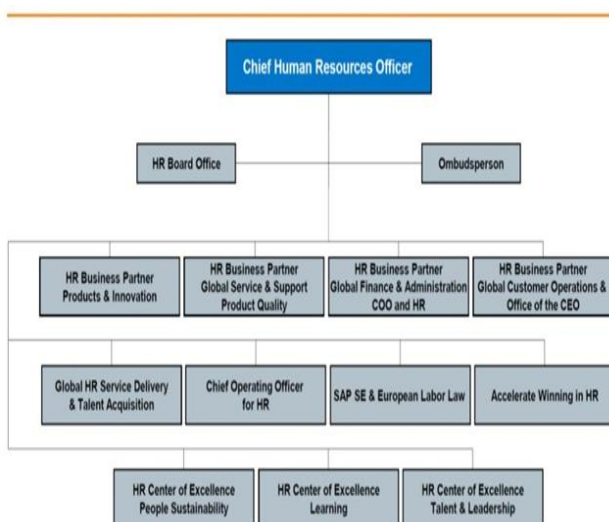 Chief Human Resources Officer
HR Board Office
Ombudsperson
HR Business Partner
Products & Innovation
HR Business Partner
Global Service & Support
Product Quality
HR Business Partner
Global Finance & Administration
COO and HR
HR Business Partner
Global Customer Operations &
Office of the CEO
Global HR Service Delivery
& Talent Acquisition
Chief Operating Officer
for HR
SAP SE & European Labor Law
Accelerate Winning in HR
HR Center of Excellence
People Sustainability
HR Center of Excellence
Learning
HR Center of Excellence
Talent & Leadership